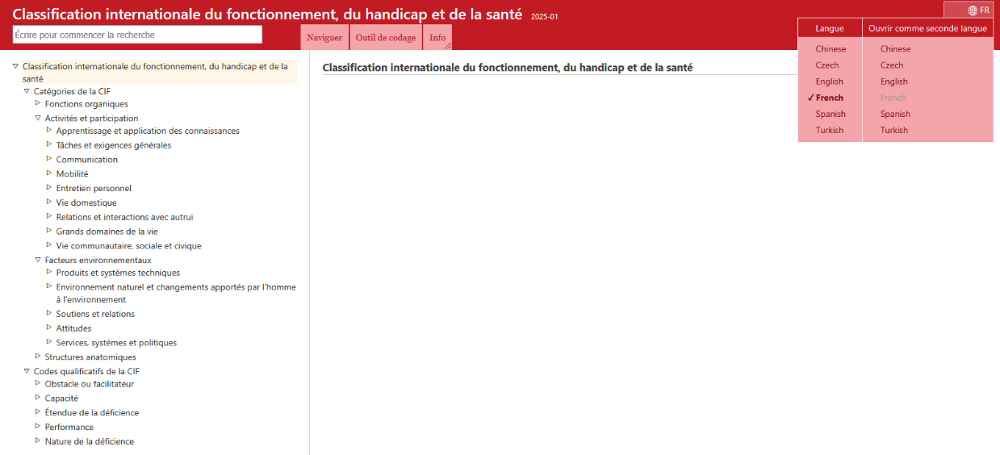 Classification internationale du fonctionnement, du handicap et de la santé 2025-01
FR
Écrire pour commencer la recherche
Naviguer
Outil de codage
Info
Langue
Ouvrir comme seconde langue
Chinese
Chinese
Czech
Czech
English
English
✓ French
French
Spanish
Spanish
Turkish
Turkish
Classification internationale du fonctionnement, du handicap et de la
santé
Catégories de la CIF
Fonctions organiques
Activités et participation
Apprentissage et application des connaissances
Tâches et exigences générales
Communication
Mobilité
Entretien personnel
Vie domestique
Relations et interactions avec autrui
Grands domaines de la vie
Vie communautaire, sociale et civique
Facteurs environnementaux
Produits et systèmes techniques
Environnement naturel et changements apportés par l'homme
à l'environnement
Soutiens et relations
Attitudes
Services, systèmes et politiques
Structures anatomiques
Codes qualificatifs de la CIF
Obstacle ou facilitateur
Capacité
Étendue de la déficience
Performance
Nature de la déficience
Classification internationale du fonctionnement, du handicap et de la santé